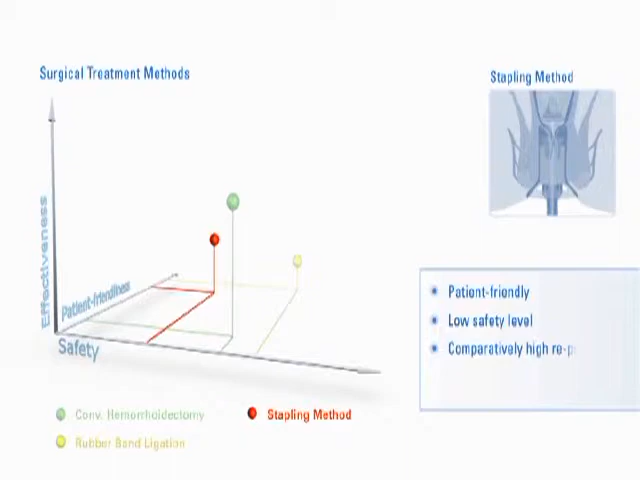 Surgical Treatment Methods
Stapling Method
Effectiveness
Patient-friendliness
Safety
Patient-friendly
Low safety level
Comparatively high re-p
Conv. Hemorrhoidectomy
Stapling Method
Rubber Band Ligation